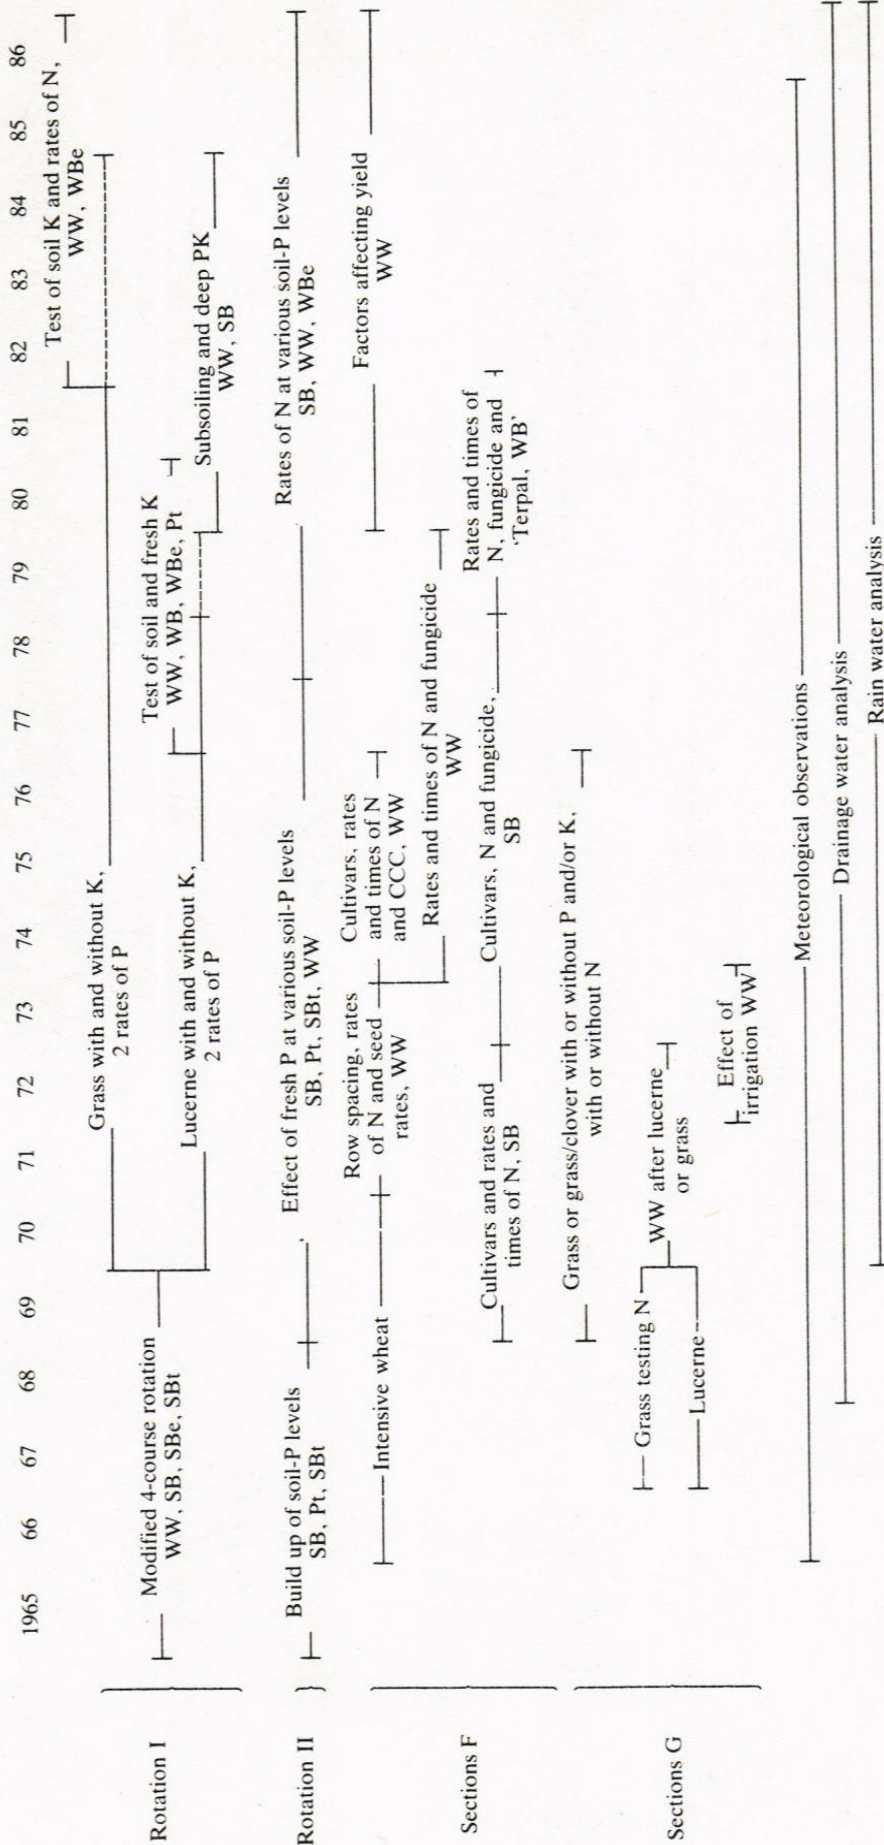 1965 66 67 68 69 70 71 72 73 74 75 76 77 78 79 80 81 82 83 84 85 86
Rotation I
Modified 4-course rotation
WW, SB, SBe, SBt
Grass with and without K,
2 rates of P
Test of soil K and rates of N,
WW, WBe
Lucerne with and without K,
2 rates of P
Test of soil and fresh K
WW, WB, WBe, Pt
Subsoiling and deep PK
WW, SB
Rotation II
Build up of soil-P levels
SB, Pt, SBt
Effect of fresh P at various soil-P levels
SB, Pt, SBt, WW
Rates of N at various soil-P levels
SB, WW, WBe
Sections F
Intensive wheat
Row spacing, rates
of N and seed
rates, WW
Cultivars, rates
and times of N
and CCC, WW
Factors affecting yield
WW
Rates and times of N and fungicide
WW
Cultivars and rates and
times of N, SB
Cultivars, N and fungicide,
SB
Rates and times of
N, fungicide and
'Terpal, WB'
Sections G
Grass or grass/clover with or without P and/or K,
with or without N
Grass testing N
Lucerne
WW after lucerne
or grass
Effect of
irrigation WW
Meteorological observations
Drainage water analysis
Rain water analysis